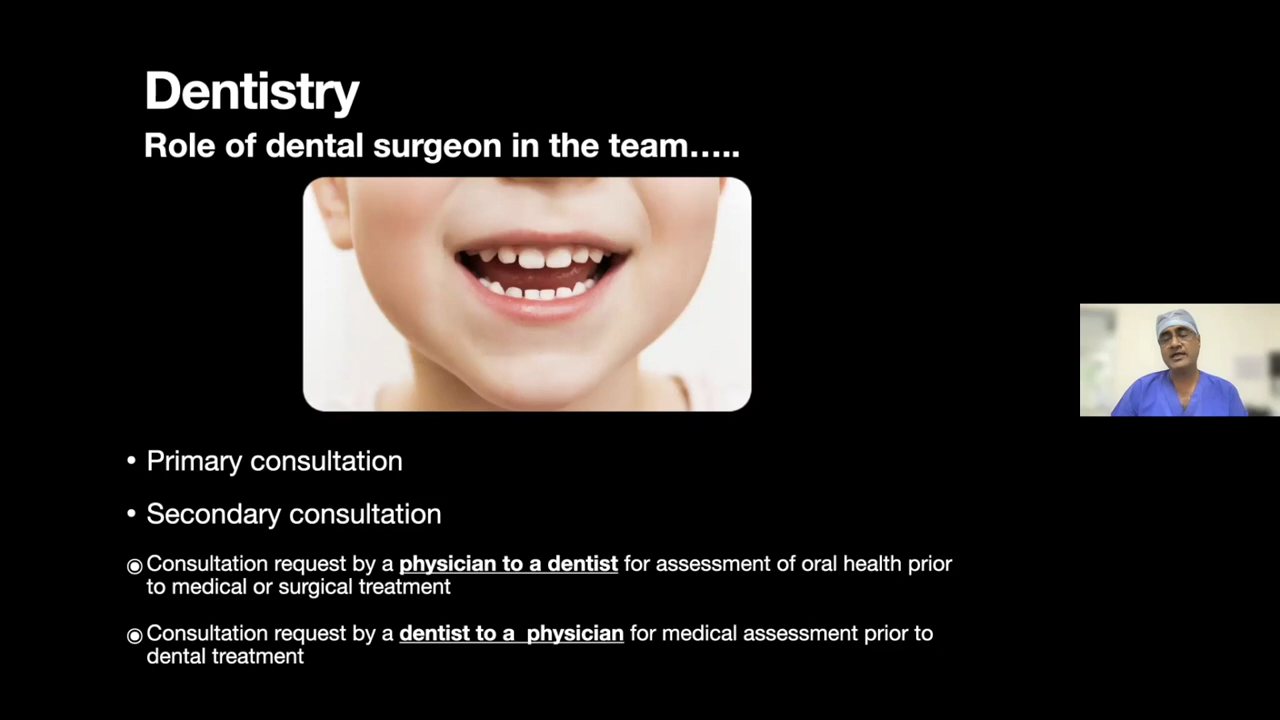 Dentistry
Role of dental surgeon in the team.....
• Primary consultation
• Secondary consultation
◉ Consultation request by a physician to a dentist for assessment of oral health prior
to medical or surgical treatment
◉ Consultation request by a dentist to a physician for medical assessment prior to
dental treatment